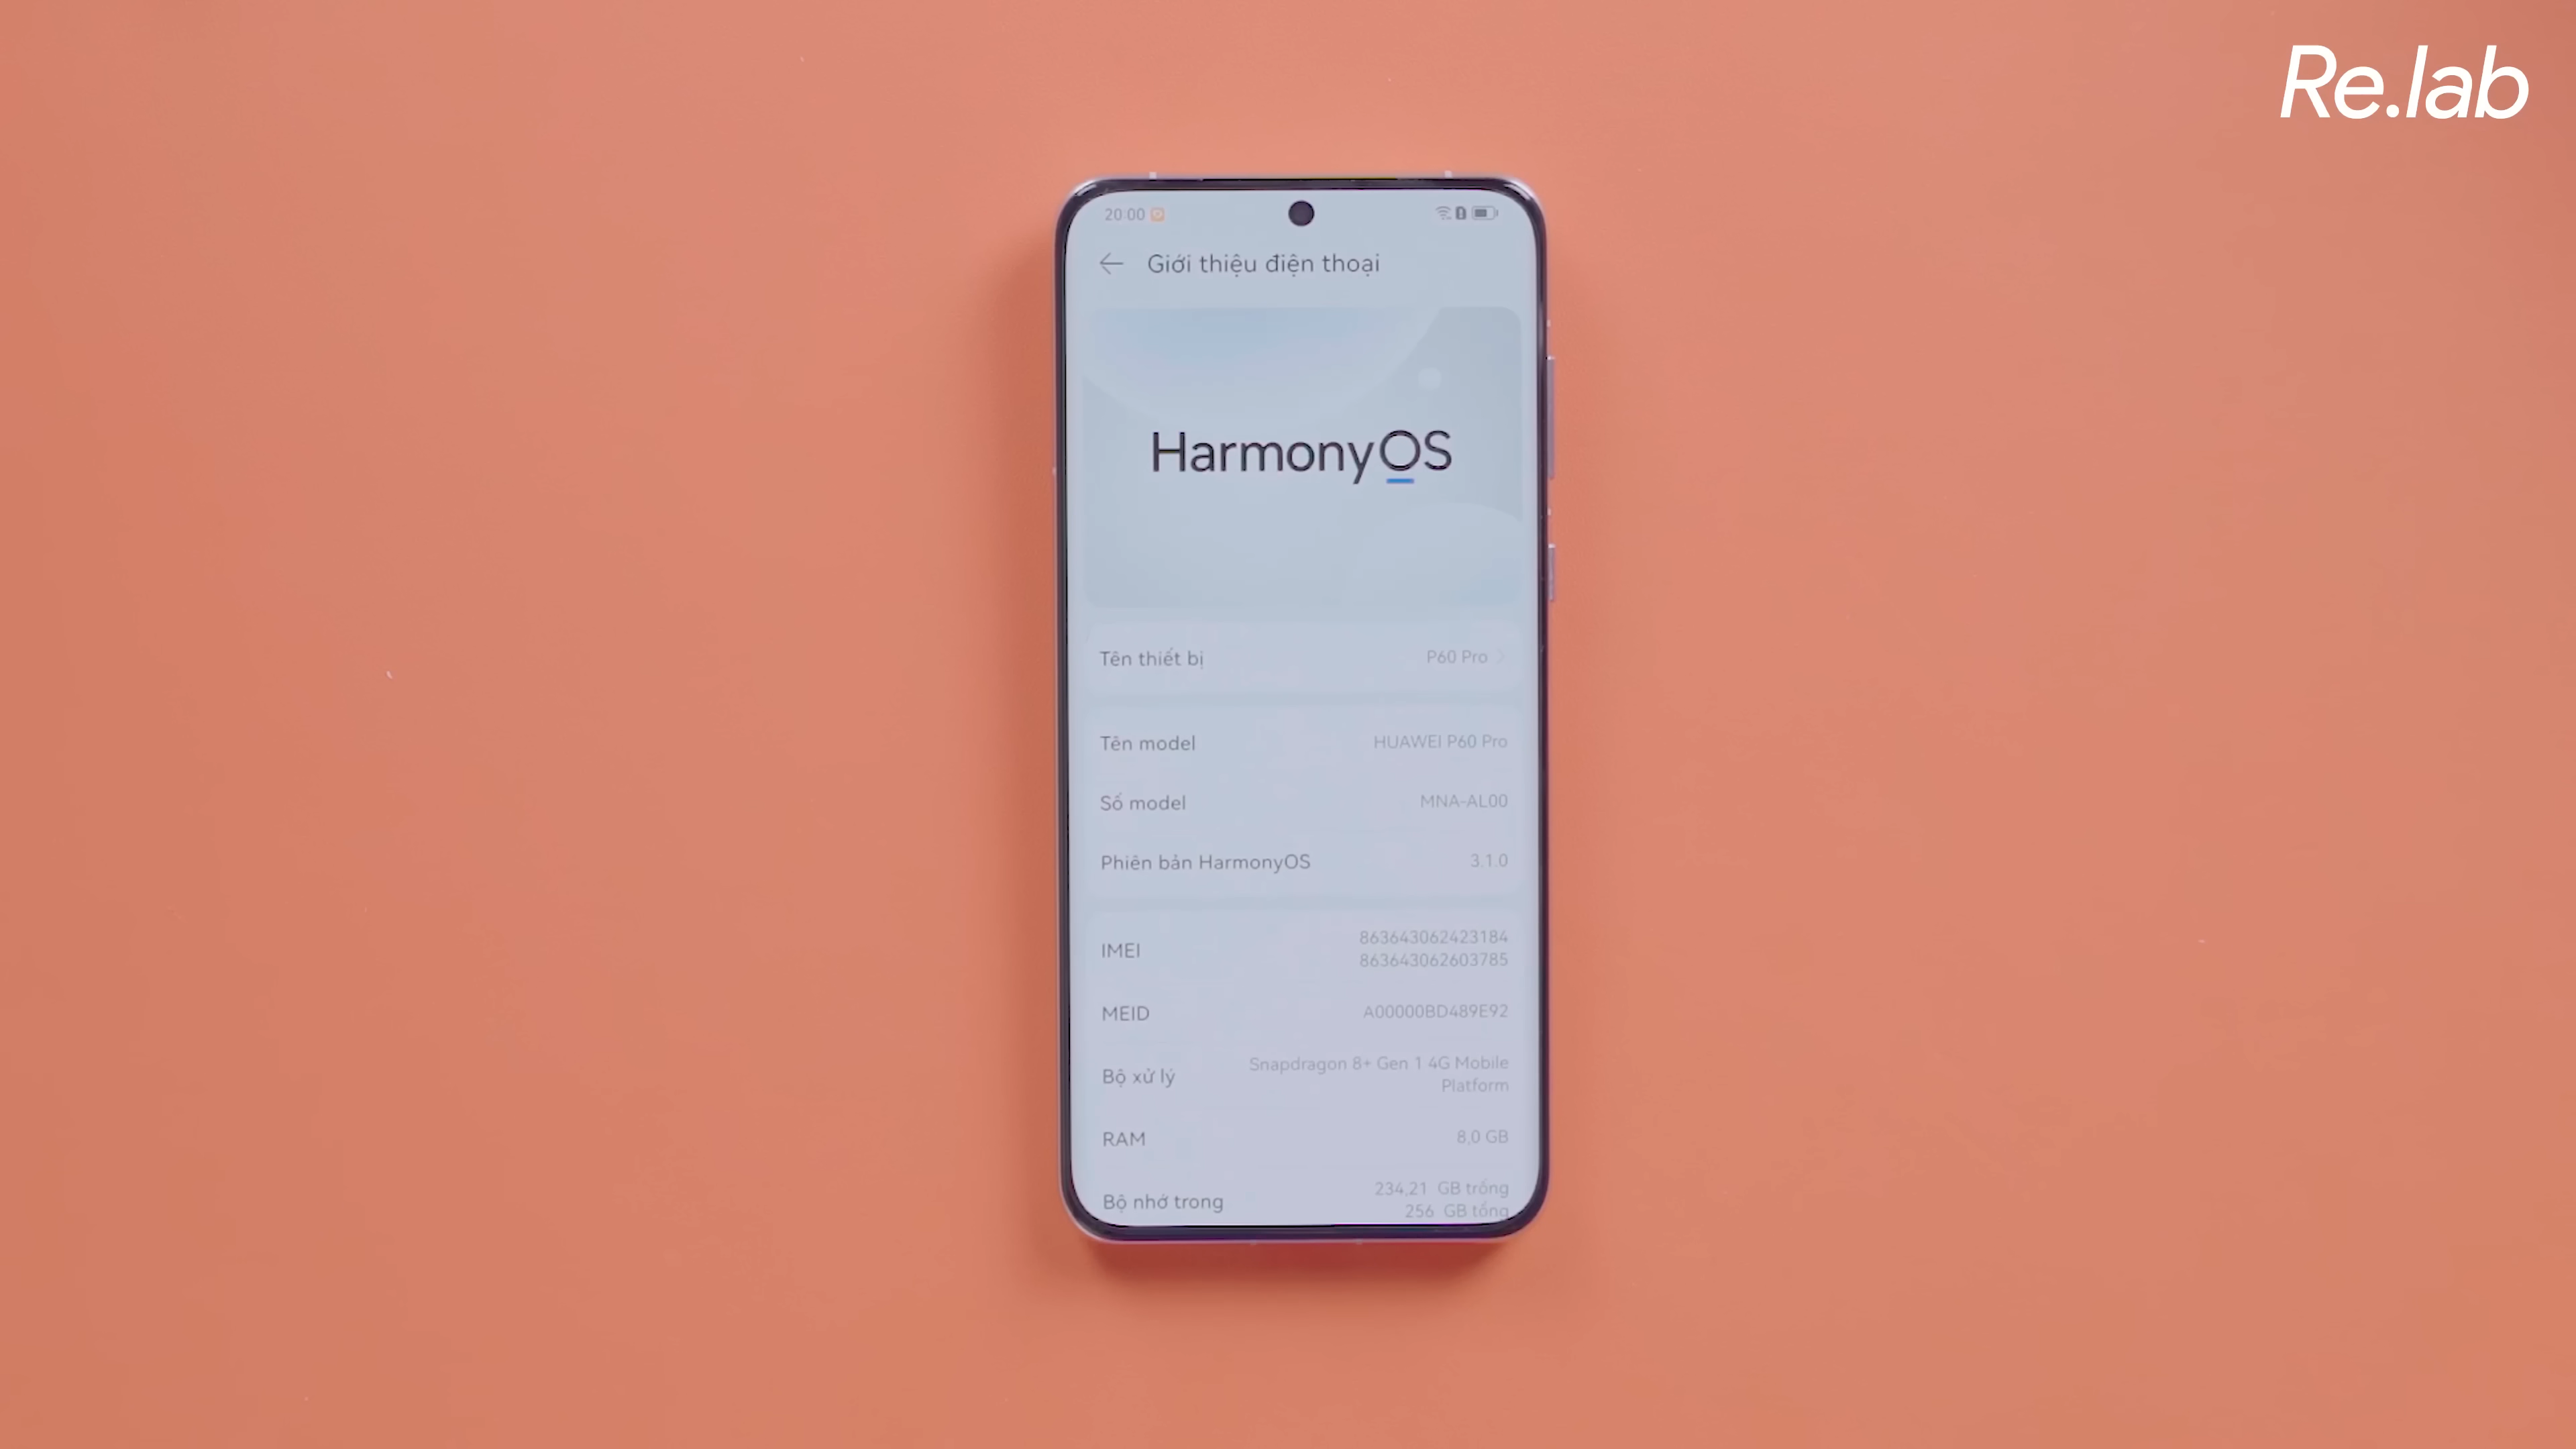 Re.lab
20:00
Giới thiệu điện thoại
HarmonyOS
Tên thiết bị P60 Pro
Tên model HUAWEI P60 Pro
Số model MNA-AL00
Phiên bản HarmonyOS 3.1.0
IMEI 863643062423184
863643062603785
MEID A00000BD489E92
Bộ xử lý Snapdragon 8+ Gen 1 4G Mobile
Platform
RAM 8,0 GB
Bộ nhớ trong 234,21 GB trống
256 GB tổng